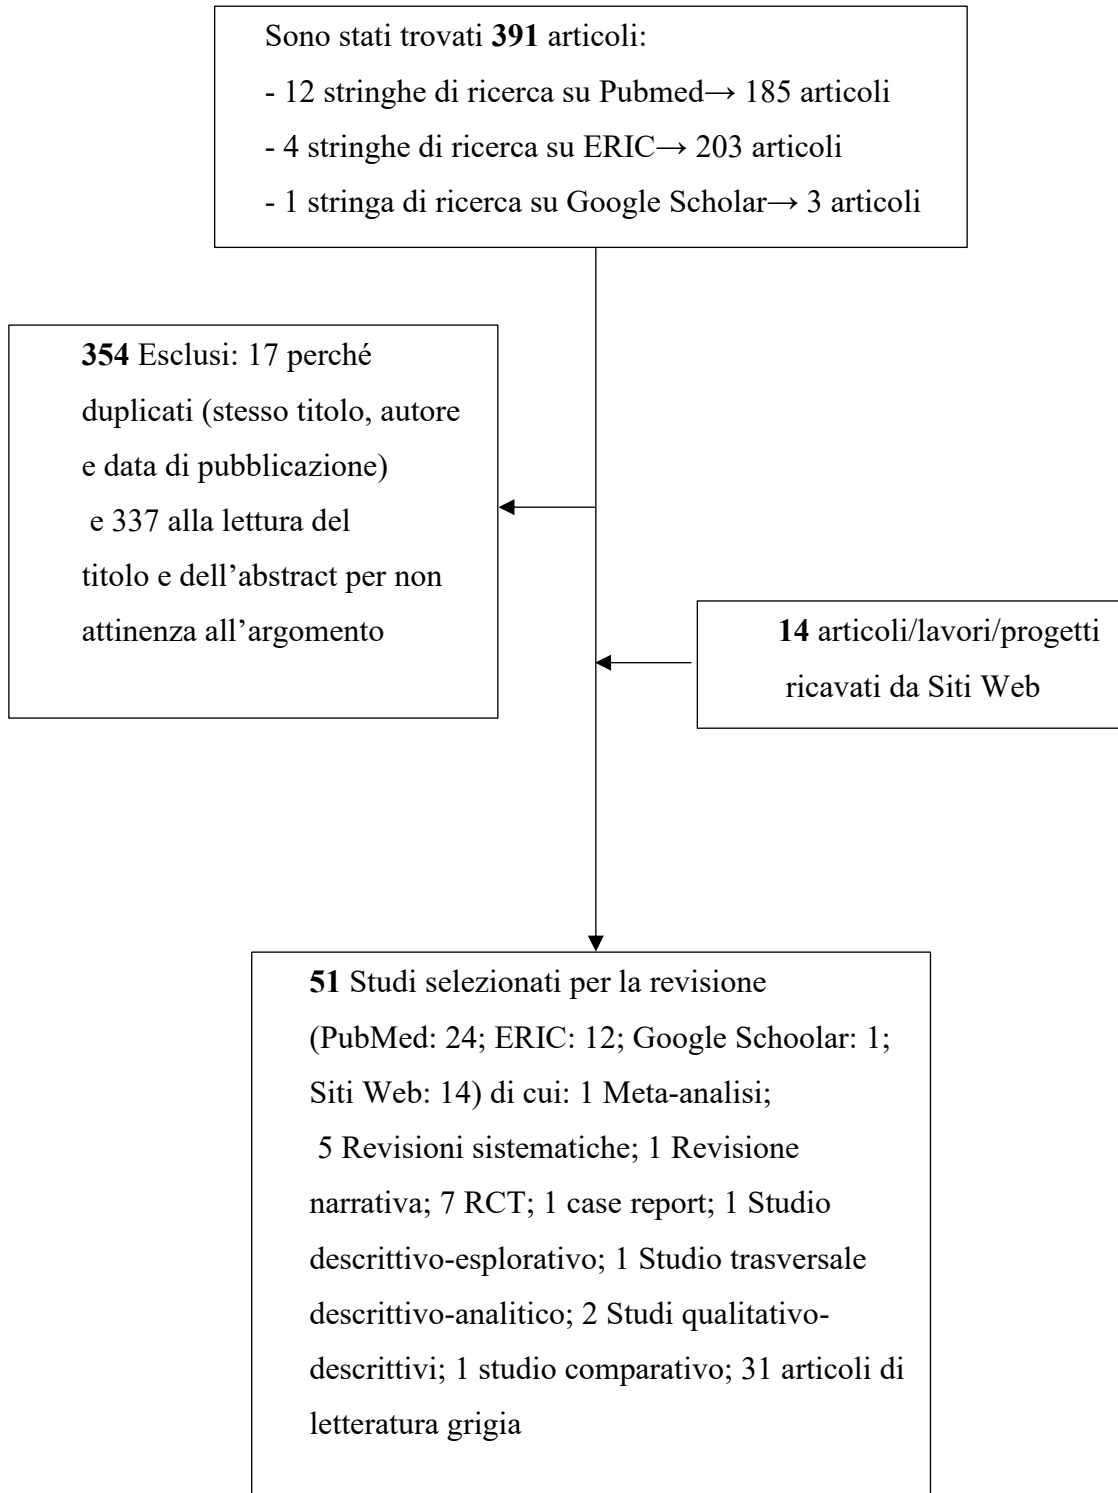 Sono stati trovati 391 articoli:
- 12 stringhe di ricerca su Pubmed→ 185 articoli
- 4 stringhe di ricerca su ERIC→ 203 articoli
- 1 stringa di ricerca su Google Scholar→ 3 articoli
354 Esclusi: 17 perché
duplicati (stesso titolo, autore
e data di pubblicazione)
e 337 alla lettura del
titolo e dell’abstract per non
attinenza all’argomento
14 articoli/lavori/progetti
ricavati da Siti Web
51 Studi selezionati per la revisione
(PubMed: 24; ERIC: 12; Google Schoolar: 1;
Siti Web: 14) di cui: 1 Meta-analisi;
5 Revisioni sistematiche; 1 Revisione
narrativa; 7 RCT; 1 case report; 1 Studio
descrittivo-esplorativo; 1 Studio trasversale
descrittivo-analitico; 2 Studi qualitativo-
descrittivi; 1 studio comparativo; 31 articoli di
letteratura grigia